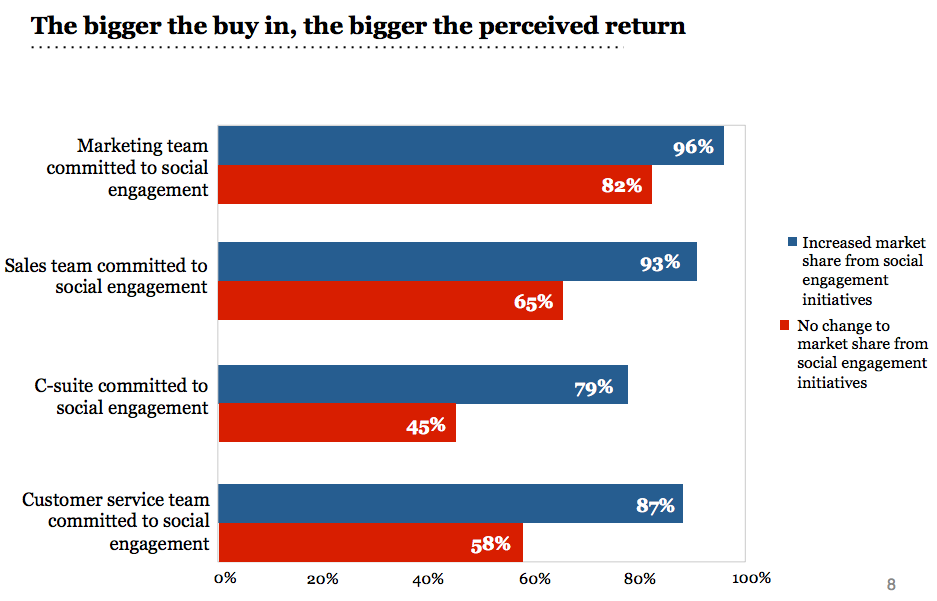 The bigger the buy in, the bigger the perceived return
Marketing team
committed to social
engagement
96%
82%
Sales team committed to
social engagement
93%
65%
C-suite committed to
social engagement
79%
45%
Customer service team
committed to social
engagement
87%
58%
0% 20% 40% 60% 80% 100%
Increased market
share from social
engagement
initiatives
No change to
market share from
social engagement
initiatives
8